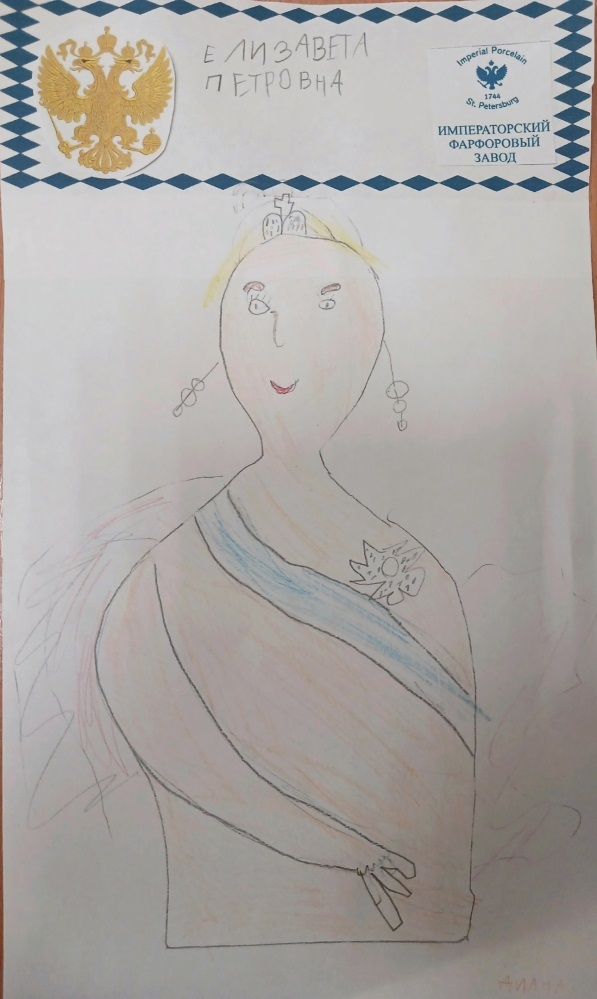 ЕЛИЗАВЕТА
ПЕТРОВНА
Imperial Porcelain
1744
St. Petersburg
ИМПЕРАТОРСКИЙ
ФАРФОРОВЫЙ
ЗАВОД